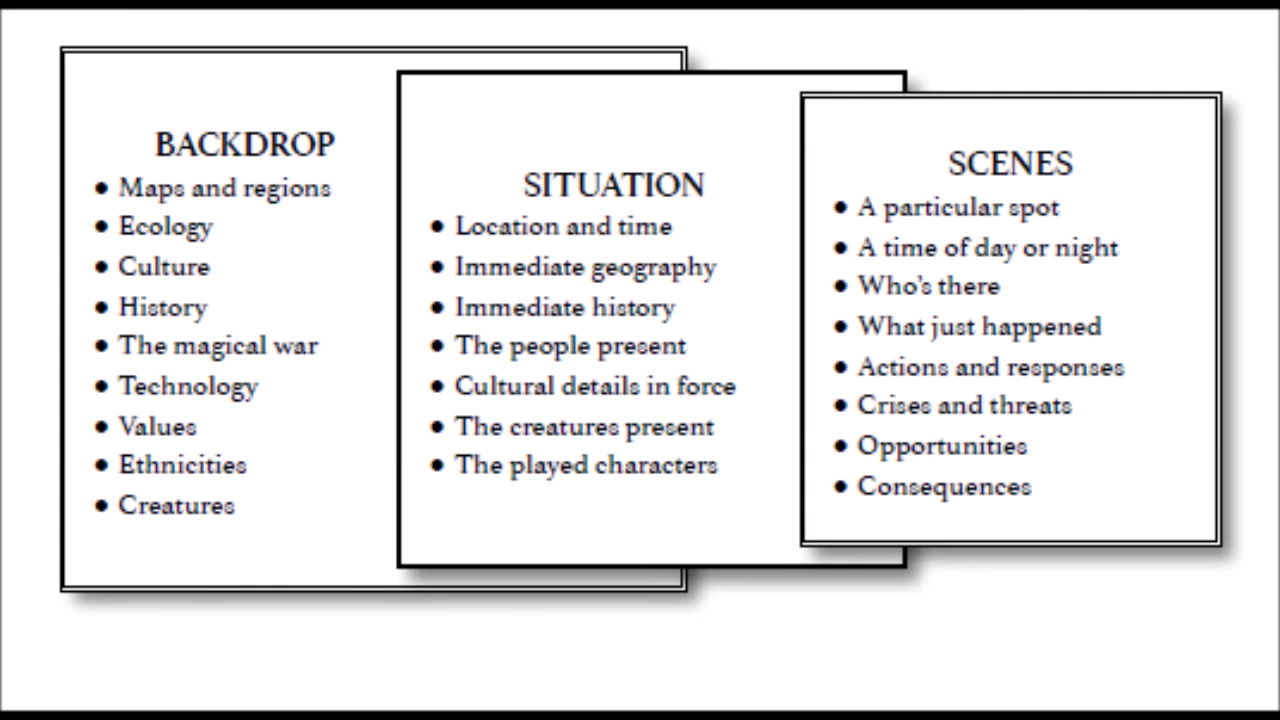 BACKDROP
● Maps and regions
● Ecology
● Culture
● History
● The magical war
● Technology
● Values
● Ethnicities
● Creatures
SITUATION
● Location and time
● Immediate geography
● Immediate history
● The people present
● Cultural details in force
● The creatures present
● The played characters
SCENES
● A particular spot
● A time of day or night
● Who's there
● What just happened
● Actions and responses
● Crises and threats
● Opportunities
● Consequences